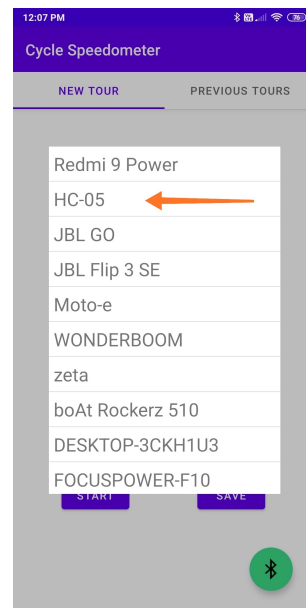 12:07 PM
76
Cycle Speedometer
NEW TOUR
PREVIOUS TOURS
Redmi 9 Power
HC-05
JBL GO
JBL Flip 3 SE
Moto-e
WONDERBOOM
zeta
boAt Rockerz 510
DESKTOP-3CKH1U3
FOCUSPOWER-F10
START
SAVE